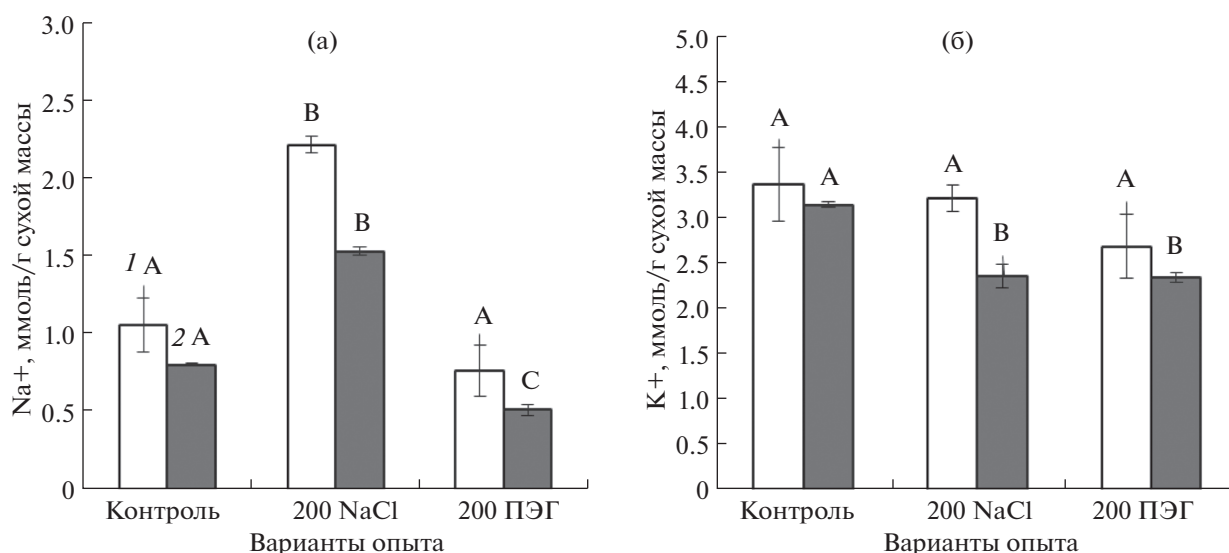 (а)
Na+, ммоль/г сухой массы
3.0
2.5
2.0
1.5
1.0
0.5
0
1 A
2 A
B
B
A
C
Контроль
200 NaCl
200 ПЭГ
Варианты опыта
(б)
K+, ммоль/г сухой массы
5.0
4.5
4.0
3.5
3.0
2.5
2.0
1.5
1.0
0.5
0
A
A
A
B
A
B
Контроль
200 NaCl
200 ПЭГ
Варианты опыта